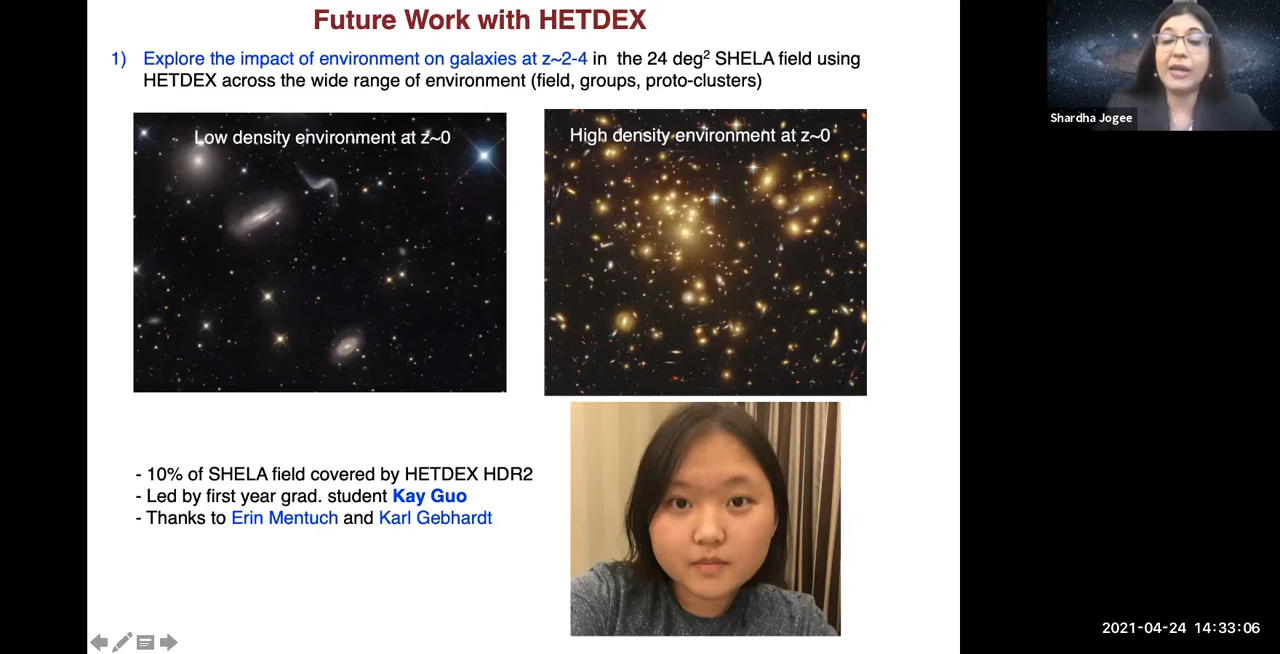 Future Work with HETDEX
1) Explore the impact of environment on galaxies at z~2-4 in the 24 deg² SHELA field using
HETDEX across the wide range of environment (field, groups, proto-clusters)
Low density environment at z~0
High density environment at z~0
- 10% of SHELA field covered by HETDEX HDR2
- Led by first year grad. student Kay Guo
- Thanks to Erin Mentuch and Karl Gebhardt
Shardha Jogee
2021-04-24 14:33:06